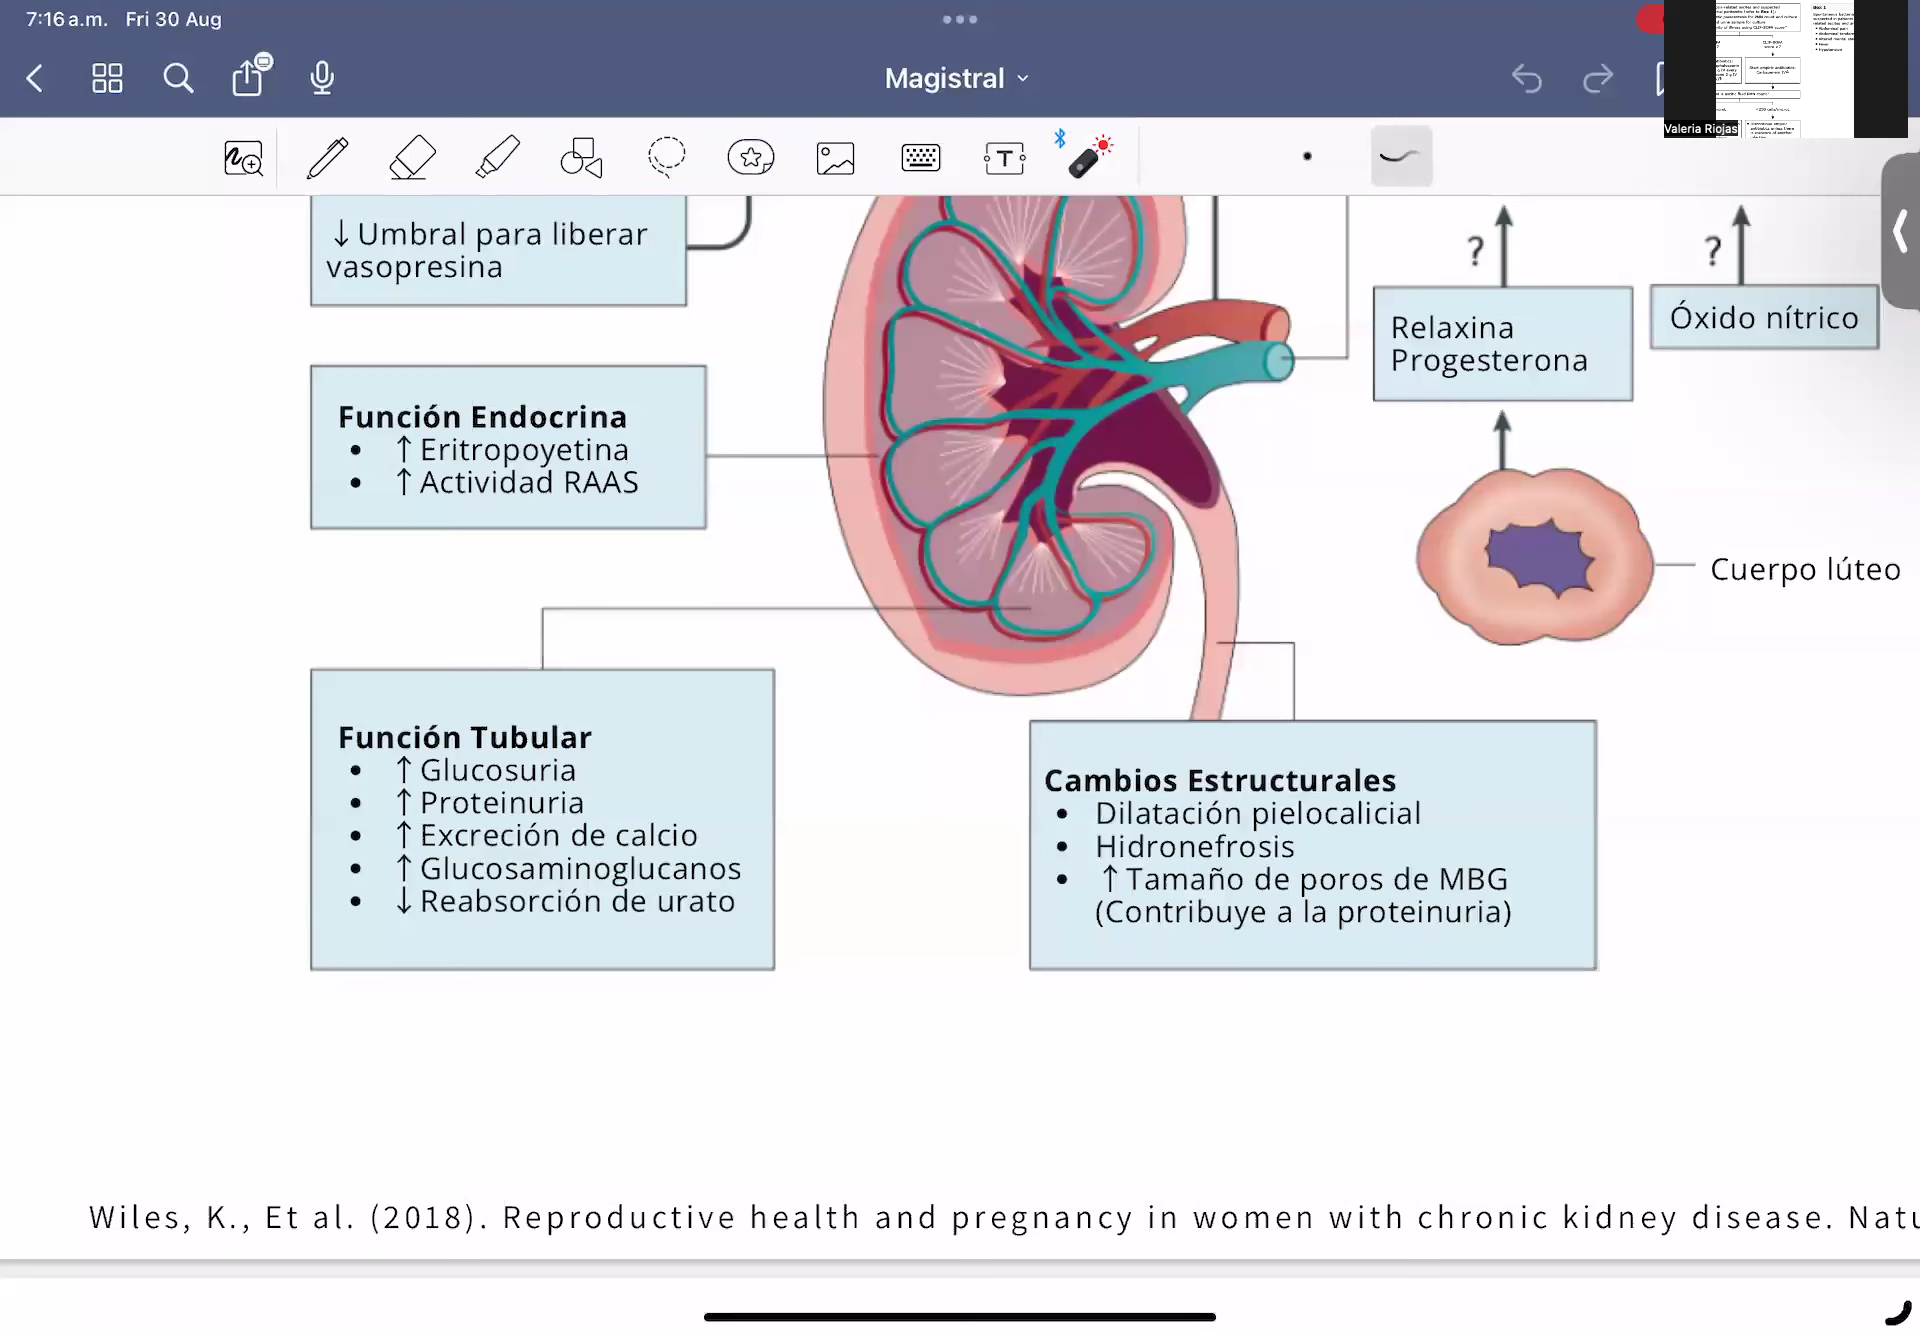 7:16 a.m. Fri 30 Aug
Magistral
Valeria Riojas
T
↓ Umbral para liberar
vasopresina
?
?
Relaxina
Progesterona
Óxido nítrico
Función Endocrina
• ↑ Eritropoyetina
• ↑ Actividad RAAS
Cuerpo lúteo
Función Tubular
• ↑ Glucosuria
• ↑ Proteinuria
• ↑ Excreción de calcio
• ↑ Glucosaminoglucanos
• ↓ Reabsorción de urato
Cambios Estructurales
• Dilatación pielocalicial
• Hidronefrosis
• ↑ Tamaño de poros de MBG
(Contribuye a la proteinuria)
Wiles, K., Et al. (2018). Reproductive health and pregnancy in women with chronic kidney disease. Natu